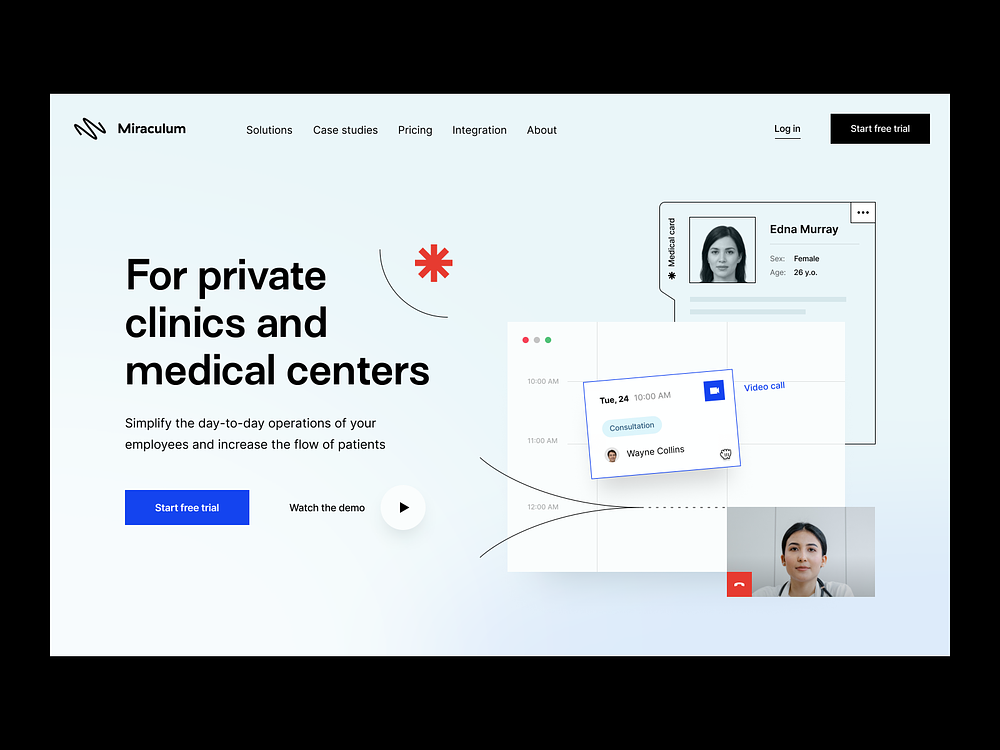 Miraculum
Solutions
Case studies
Pricing
Integration
About
Log in
Start free trial
For private
clinics and
medical centers
Simplify the day-to-day operations of your
employees and increase the flow of patients
Start free trial
Watch the demo
Medical card
Edna Murray
Sex: Female
Age: 26 y.o.
10:00 AM
11:00 AM
12:00 AM
Tue, 24 10:00 AM
Consultation
Wayne Collins
Video call